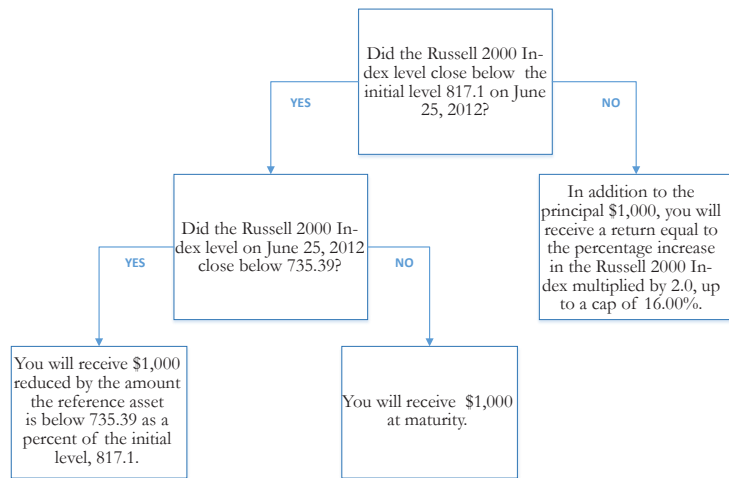 Did the Russell 2000 In-
dex level close below the
initial level 817.1 on June
25, 2012?
YES
NO
Did the Russell 2000 In-
dex level on June 25, 2012
close below 735.39?
In addition to the
principal $1,000, you will
receive a return equal to
the percentage increase
in the Russell 2000 In-
dex multiplied by 2.0, up
to a cap of 16.00%.
YES
NO
You will receive $1,000
reduced by the amount
the reference asset
is below 735.39 as a
percent of the initial
level, 817.1.
You will receive $1,000
at maturity.